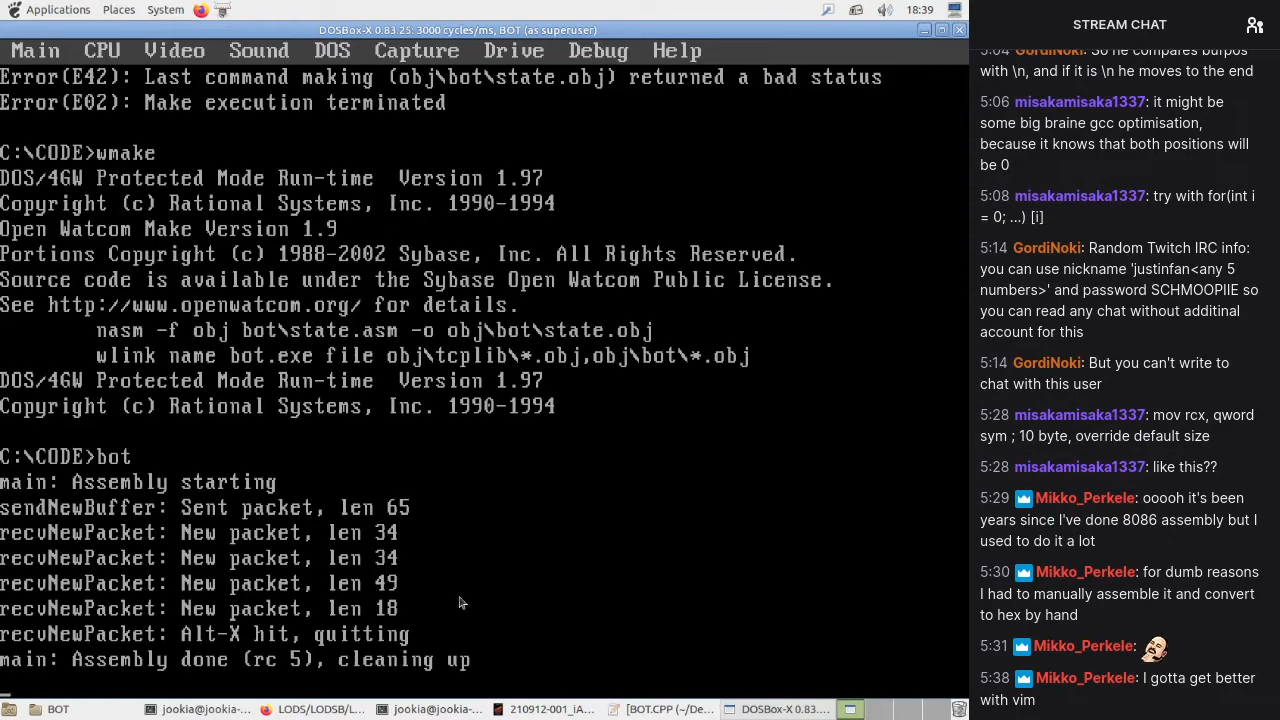 Applications Places System 18:39
DOSBox-X 0.83.25: 3000 cycles/ms, BOT (as superuser)
Main CPU Video Sound DOS Capture Drive Debug Help
Error(E42): Last command making (obj\bot\state.obj) returned a bad status
Error(E02): Make execution terminated
C:\CODE>wmake
DOS/4GW Protected Mode Run-time Version 1.97
Copyright (c) Rational Systems, Inc. 1990-1994
Open Watcom Make Version 1.9
Portions Copyright (c) 1988-2002 Sybase, Inc. All Rights Reserved.
Source code is available under the Sybase Open Watcom Public License.
See http://www.openwatcom.org/ for details.
nasm -f obj bot\state.asm -o obj\bot\state.obj
wlink name bot.exe file obj\tcplib\*.obj,obj\bot\*.obj
DOS/4GW Protected Mode Run-time Version 1.97
Copyright (c) Rational Systems, Inc. 1990-1994
C:\CODE>bot
main: Assembly starting
sendNewBuffer: Sent packet, len 65
recvNewPacket: New packet, len 34
recvNewPacket: New packet, len 34
recvNewPacket: New packet, len 49
recvNewPacket: New packet, len 18
recvNewPacket: Alt-X hit, quitting
main: Assembly done (rc 5), cleaning up
BOT jookia@jookia-... LODS/LODSB/L... jookia@jookia-... 210912-001_iA... [BOT.CPP (~/De... DOSBox-X 0.83....
STREAM CHAT
5:04 GordiNoki: So he compares bufpos
with \n, and if it is \n he moves to the end
5:06 misakamisaka1337: it might be
some big braine gcc optimisation,
because it knows that both positions will
be 0
5:08 misakamisaka1337: try with for(int i
= 0; ...) [i]
5:14 GordiNoki: Random Twitch IRC info:
you can use nickname 'justinfan<any 5
numbers>' and password SCHMOOPIIE so
you can read any chat without additinal
account for this
5:14 GordiNoki: But you can't write to
chat with this user
5:28 misakamisaka1337: mov rcx, qword
sym ; 10 byte, override default size
5:28 misakamisaka1337: like this??
5:29 Mikko_Perkele: ooooh it's been
years since I've done 8086 assembly but I
used to do it a lot
5:30 Mikko_Perkele: for dumb reasons
I had to manually assemble it and convert
to hex by hand
5:31 Mikko_Perkele:
5:38 Mikko_Perkele: I gotta get better
with vim